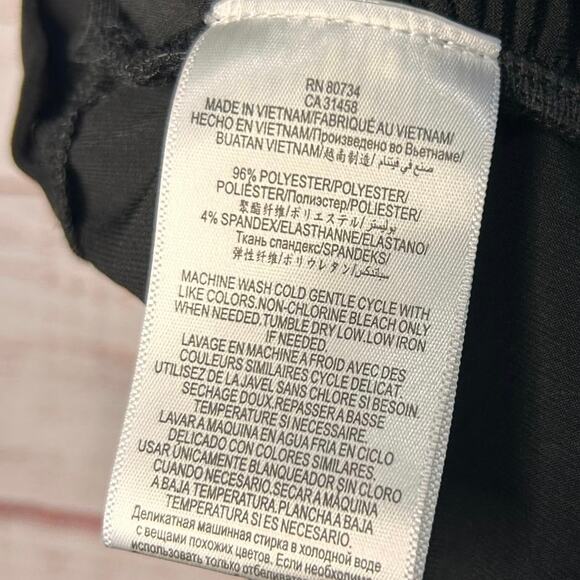 RN 80734
CA 31458
MADE IN VIETNAM/FABRIQUÉ AU VIETNAM/
HECHO EN VIETNAM/Произведено во Вьетнаме/
BUATAN VIETNAM/越南制造/ صنع في فيتنام
96% POLYESTER/POLYESTER/
POLIÉSTER/Полиэстер/POLIESTER/
聚酯纤维/ポリエステル/بوليستر
4% SPANDEX/ELASTHANNE/ELASTANO/
Ткань спандекс/SPANDEKS/
弹性纤维/ポリウレタン/سباندكس
MACHINE WASH COLD GENTLE CYCLE WITH
LIKE COLORS.NON-CHLORINE BLEACH ONLY
WHEN NEEDED.TUMBLE DRY LOW.LOW IRON
IF NEEDED.
LAVAGE EN MACHINE A FROID AVEC DES
COULEURS SIMILAIRES CYCLE DELICAT.
UTILISEZ DE LA JAVEL SANS CHLORE SI BESOIN.
SECHAGE DOUX.REPASSER A BASSE
TEMPERATURE SI NECESSAIRE.
LAVAR A MAQUINA EN AGUA FRIA EN CICLO
DELICADO CON COLORES SIMILARES.
USAR ÚNICAMENTE BLANQUEADOR SIN CLORO
CUANDO NECESARIO.SECAR A MÁQUINA
A BAJA TEMPERATURA.PLANCHA A BAJA
TEMPERATURA SI ES NECESARIO.
Деликатная машинная стирка в холодной воде
с вещами похожих цветов. Если необходимо
использовать только отбеливат